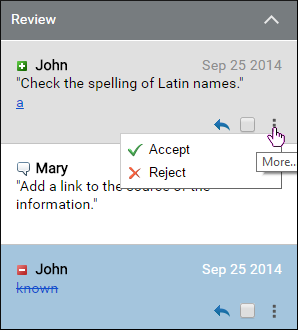 Review
John Sep 25 2014
"Check the spelling of Latin names."
a
Accept
Reject
More..
Mary
"Add a link to the source of the
information."
John Sep 25 2014
known